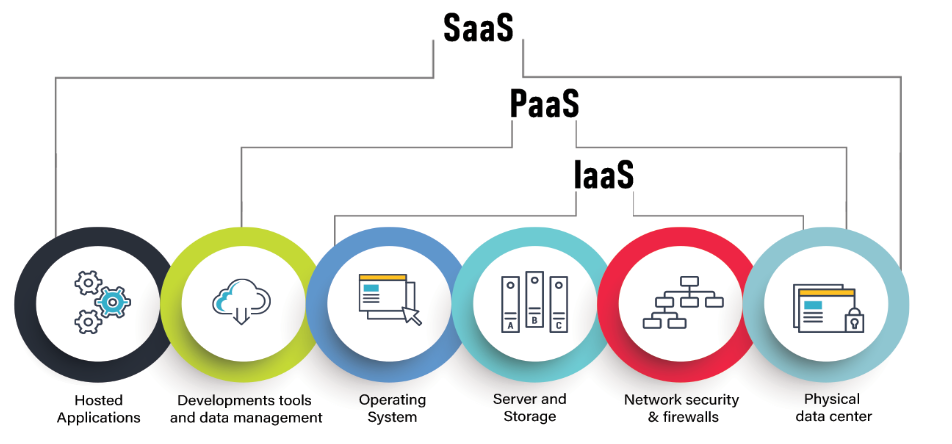 SaaS
PaaS
IaaS
A
B
C
Hosted
Applications
Developments tools
and data management
Operating
System
Server and
Storage
Network security
& firewalls
Physical
data center